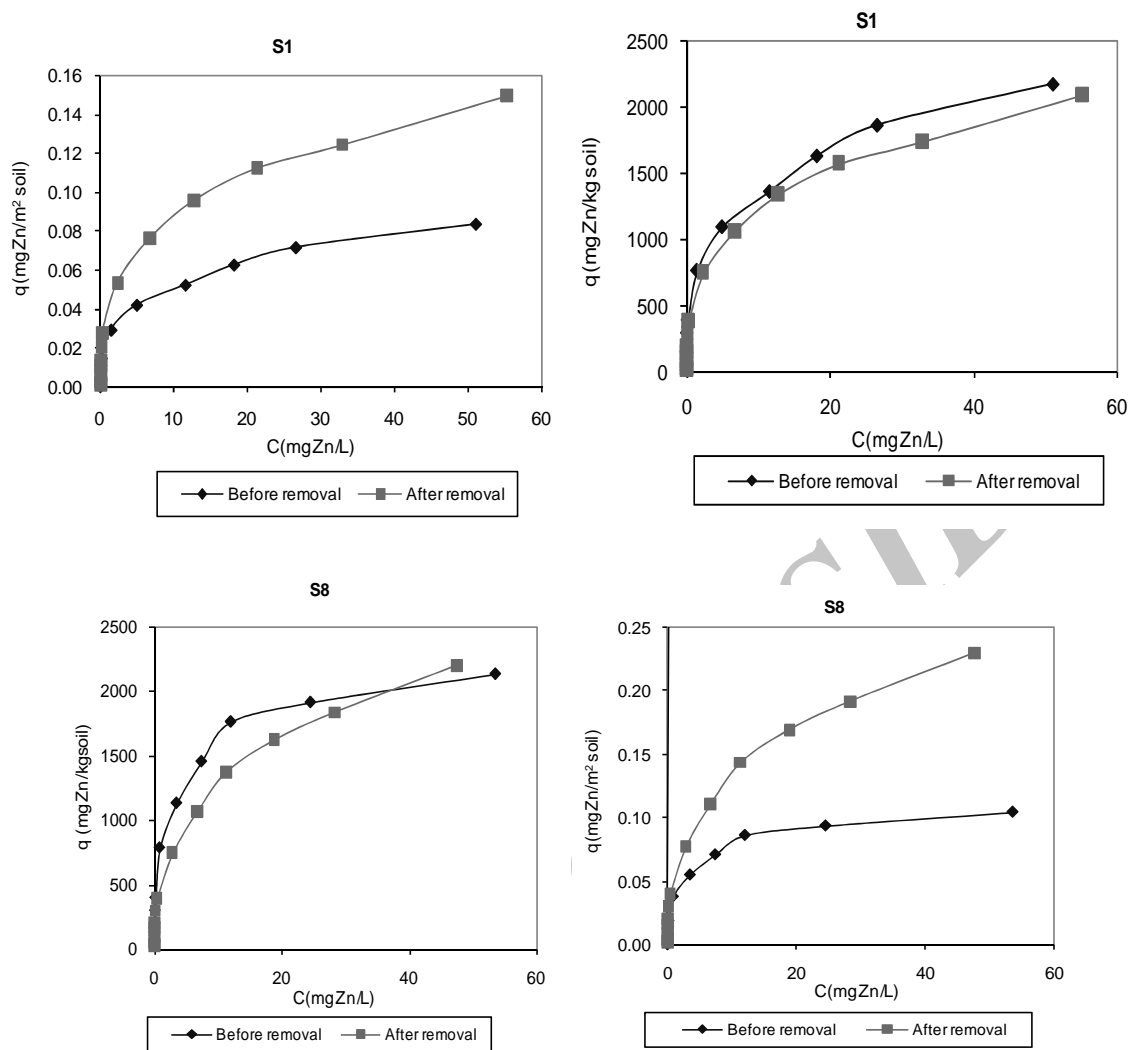 S1
0.16
0.14
0.12
0.10
0.08
0.06
0.04
0.02
0.00
q (mgZn/m² soil)
0 10 20 30 40 50 60
C(mgZn/L)
Before removal After removal
S1
2500
2000
1500
1000
500
0
q (mgZn/kg soil)
0 20 40 60
C(mgZn/L)
Before removal After removal
S8
2500
2000
1500
1000
500
0
q (mgZn/kgsoil)
0 20 40 60
C(mgZn/L)
Before removal After removal
S8
0.25
0.20
0.15
0.10
0.05
0.00
q (mgZn/m² soil)
0 20 40 60
C(mgZn/L)
Before removal After removal